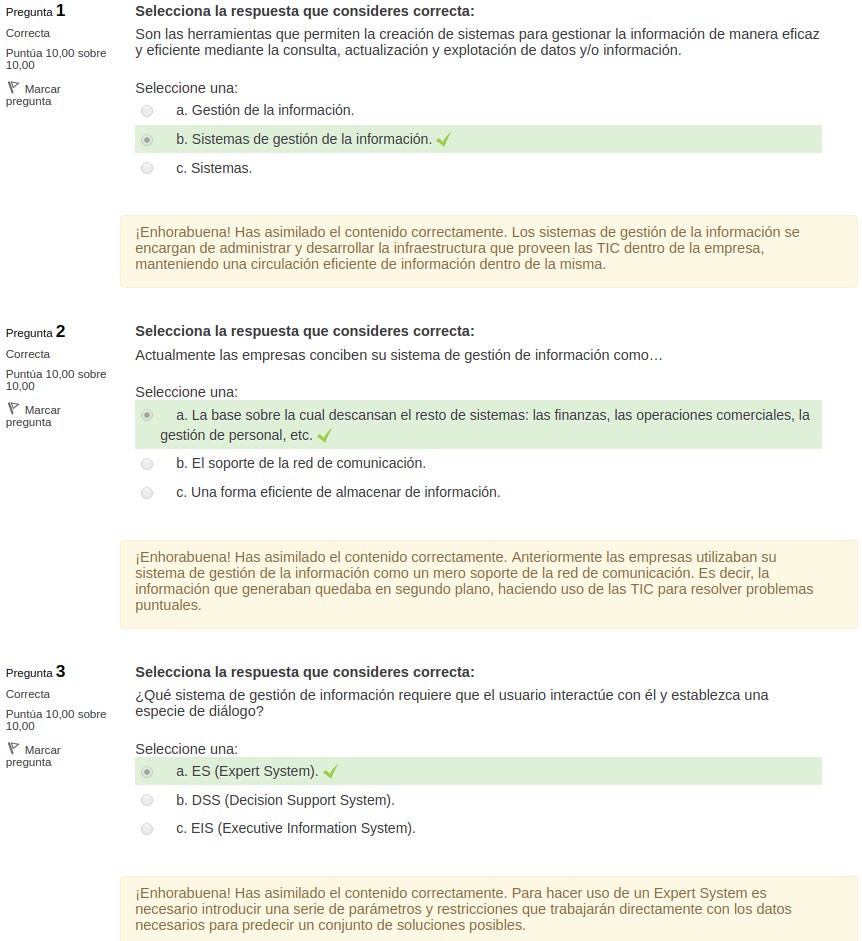 Pregunta 1
Correcta
Puntúa 10,00 sobre
10,00
Marcar
pregunta
Selecciona la respuesta que consideres correcta:
Son las herramientas que permiten la creación de sistemas para gestionar la información de manera eficaz
y eficiente mediante la consulta, actualización y explotación de datos y/o información.
Seleccione una:
a. Gestión de la información.
b. Sistemas de gestión de la información.
c. Sistemas.
¡Enhorabuena! Has asimilado el contenido correctamente. Los sistemas de gestión de la información se
encargan de administrar y desarrollar la infraestructura que proveen las TIC dentro de la empresa,
manteniendo una circulación eficiente de información dentro de la misma.
Pregunta 2
Correcta
Puntúa 10,00 sobre
10,00
Marcar
pregunta
Selecciona la respuesta que consideres correcta:
Actualmente las empresas conciben su sistema de gestión de información como…
Seleccione una:
a. La base sobre la cual descansan el resto de sistemas: las finanzas, las operaciones comerciales, la
gestión de personal, etc.
b. El soporte de la red de comunicación.
c. Una forma eficiente de almacenar de información.
¡Enhorabuena! Has asimilado el contenido correctamente. Anteriormente las empresas utilizaban su
sistema de gestión de la información como un mero soporte de la red de comunicación. Es decir, la
información que generaban quedaba en segundo plano, haciendo uso de las TIC para resolver problemas
puntuales.
Pregunta 3
Correcta
Puntúa 10,00 sobre
10,00
Marcar
pregunta
Selecciona la respuesta que consideres correcta:
¿Qué sistema de gestión de información requiere que el usuario interactúe con él y establezca una
especie de diálogo?
Seleccione una:
a. ES (Expert System).
b. DSS (Decision Support System).
c. EIS (Executive Information System).
¡Enhorabuena! Has asimilado el contenido correctamente. Para hacer uso de un Expert System es
necesario introducir una serie de parámetros y restricciones que trabajarán directamente con los datos
necesarios para predecir un conjunto de soluciones posibles.